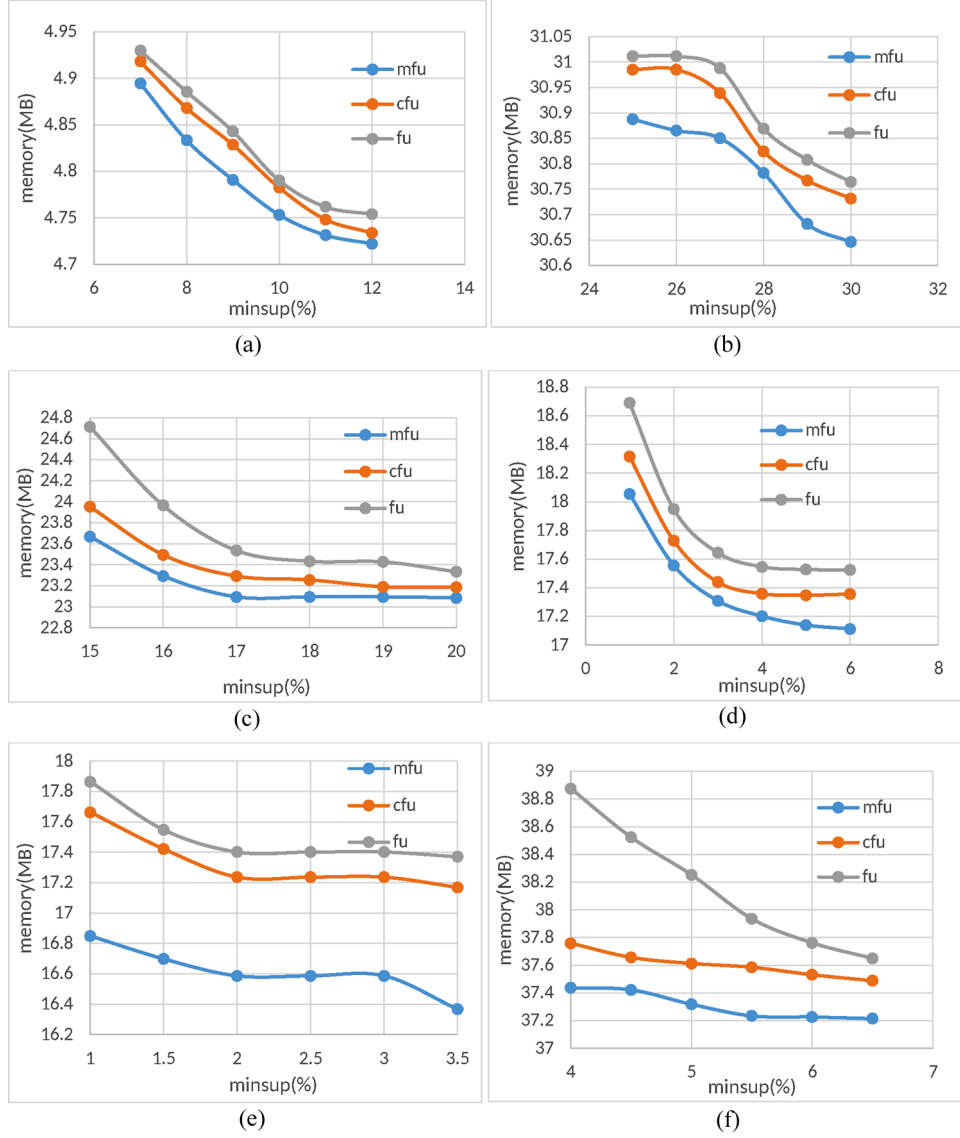 4.95
4.9
4.85
4.8
4.75
4.7
memory(MB)
6 8 10 12 14
minsup(%)
mfu
cfu
fu
(a)
31.05
31
30.95
30.9
30.85
30.8
30.75
30.7
30.65
30.6
memory(MB)
24 26 28 30 32
minsup(%)
mfu
cfu
fu
(b)
24.8
24.6
24.4
24.2
24
23.8
23.6
23.4
23.2
23
22.8
memory(MB)
15 16 17 18 19 20
minsup(%)
mfu
cfu
fu
(c)
18.8
18.6
18.4
18.2
18
17.8
17.6
17.4
17.2
17
memory(MB)
0 2 4 6 8
minsup(%)
mfu
cfu
fu
(d)
18
17.8
17.6
17.4
17.2
17
16.8
16.6
16.4
16.2
memory(MB)
1 1.5 2 2.5 3 3.5
minsup(%)
mfu
cfu
fu
(e)
39
38.8
38.6
38.4
38.2
38
37.8
37.6
37.4
37.2
37
memory(MB)
4 5 6 7
minsup(%)
mfu
cfu
fu
(f)